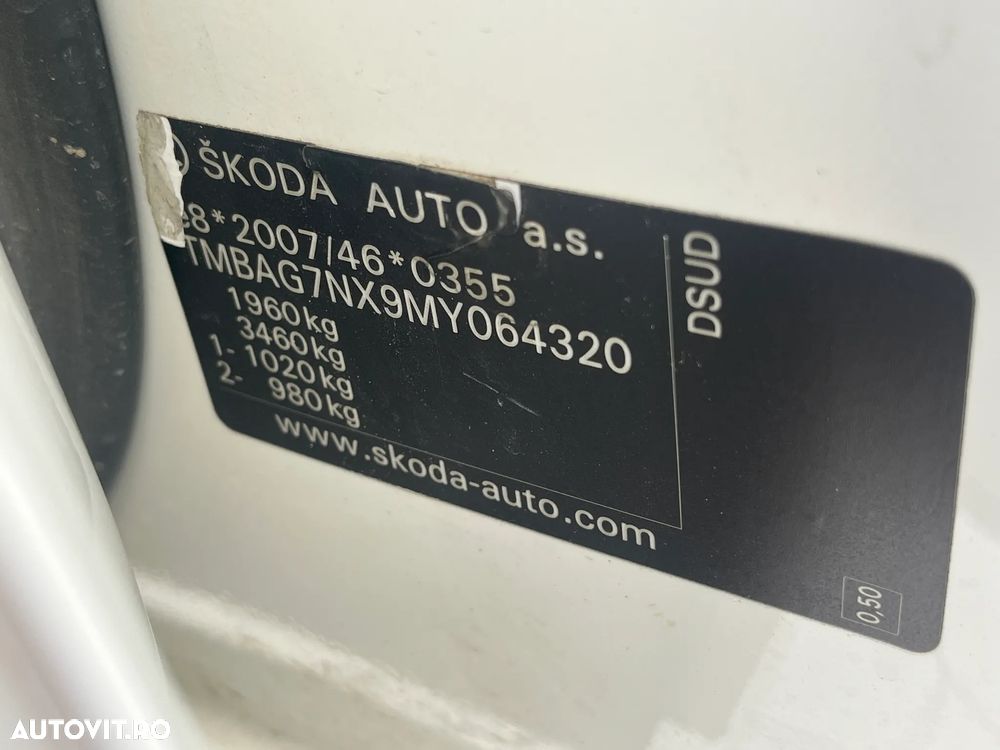 ŠKODA AUTO a.s.
e8*2007/46*0355
TMBAG7NX9MY064320
1960kg
3460kg
1- 1020kg
2- 980kg
www.skoda-auto.com
DSUD
0,50
AUTOVIT.RO